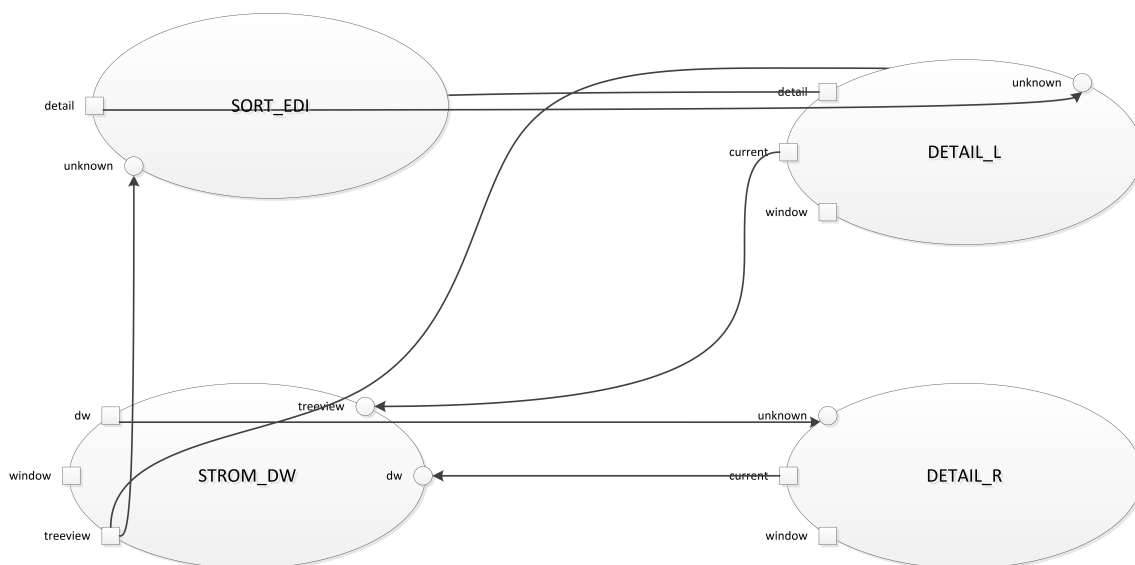 detail
SORT_EDI
unknown
detail
unknown
current
DETAIL_L
window
dw
treeview
window
STROM_DW
dw
treeview
unknown
current
DETAIL_R
window